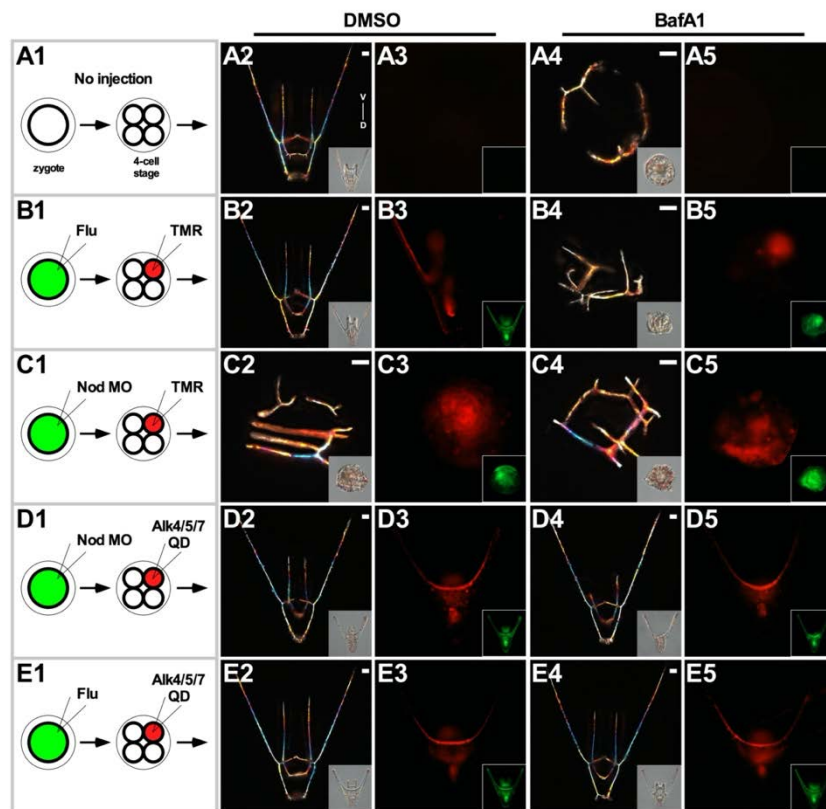 DMSO BafA1
A1 A2 A3 A4 A5
No injection
V
D
zygote 4-cell
stage
B1 B2 B3 B4 B5
Flu TMR
C1 C2 C3 C4 C5
Nod MO TMR
D1 D2 D3 D4 D5
Nod MO Alk4/5/7
QD
E1 E2 E3 E4 E5
Flu Alk4/5/7
QD